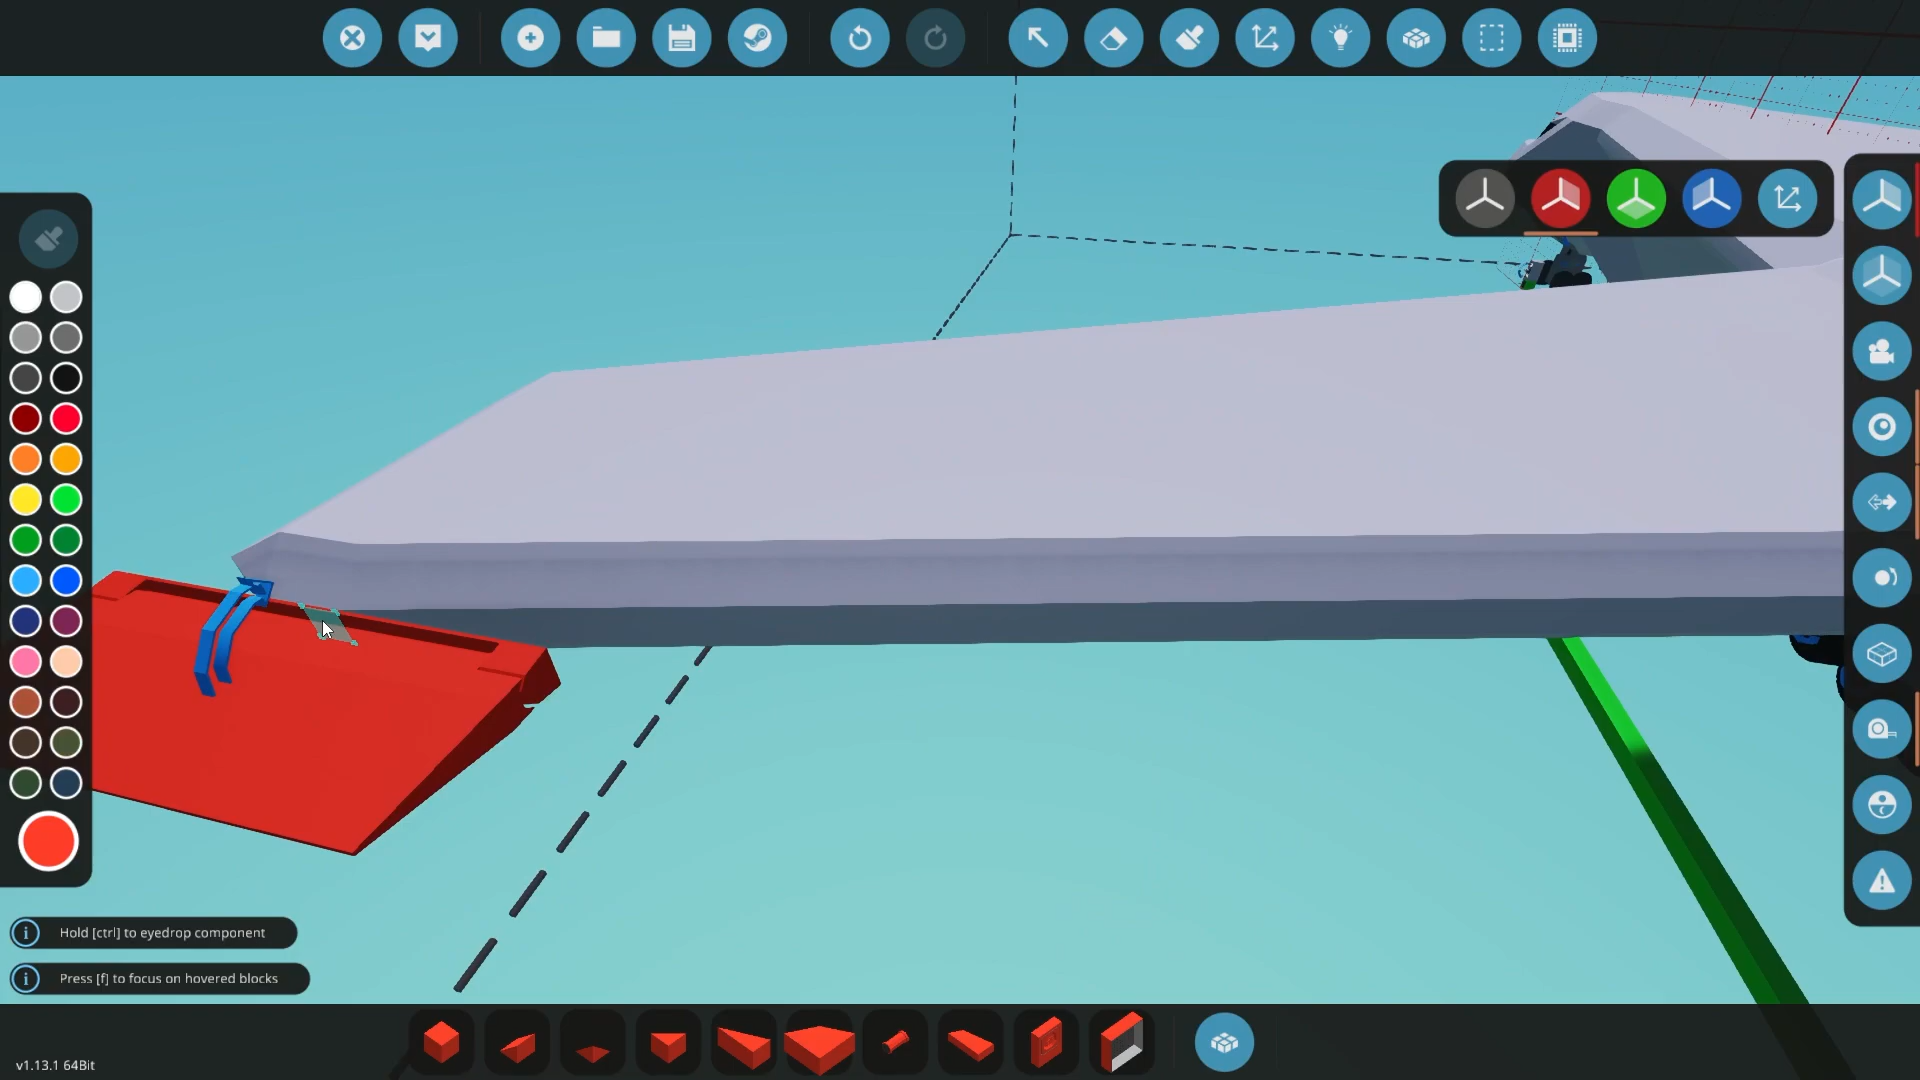 Hold [ctrl] to eyedrop component
Press [f] to focus on hovered blocks
v1.13.1 64Bit